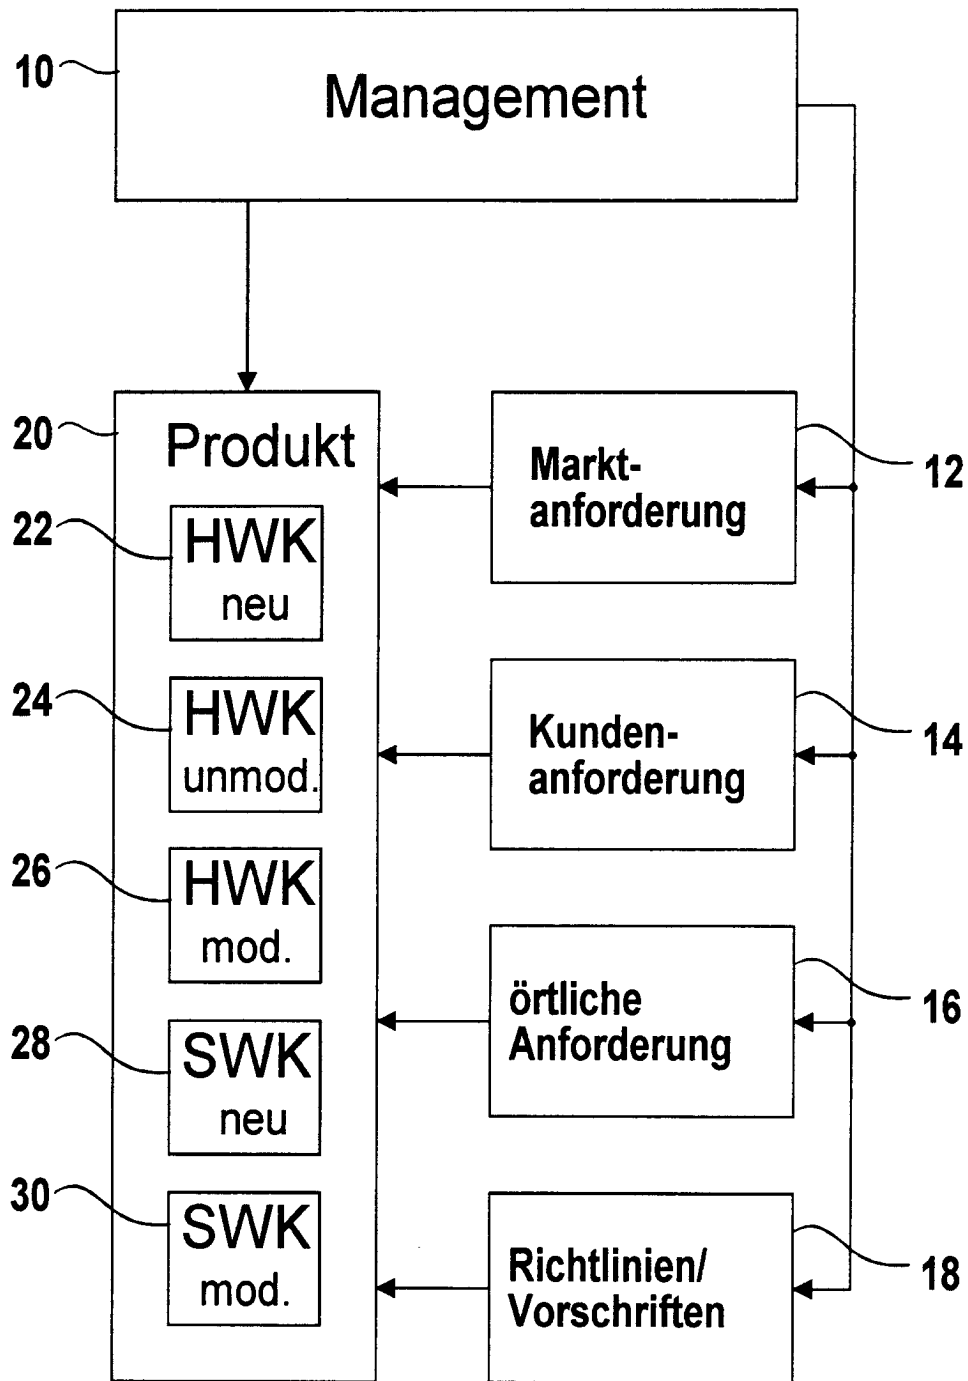 10
Management
20
Produkt
22
HWK
neu
24
HWK
unmod.
26
HWK
mod.
28
SWK
neu
30
SWK
mod.
Markt-
anforderung
12
Kunden-
anforderung
14
örtliche
Anforderung
16
Richtlinien/
Vorschriften
18